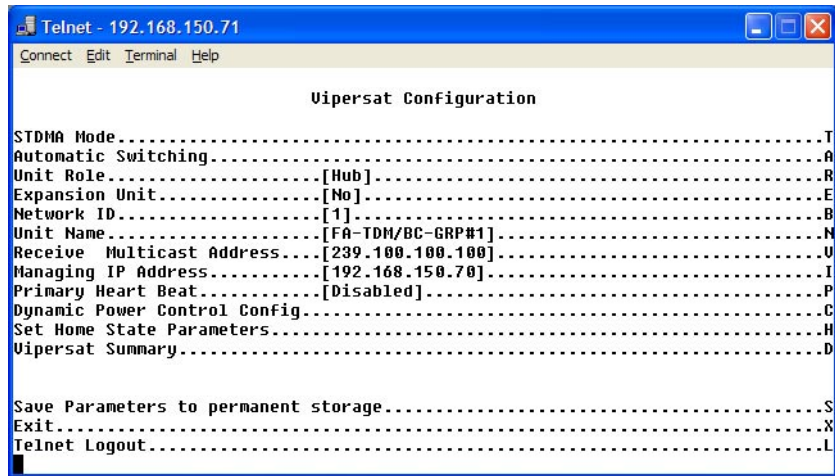 Telnet - 192.168.150.71
Connect Edit Terminal Help
Vipersat Configuration
STDMA Mode....................................................................T
Automatic Switching...........................................................A
Unit Role.....................[Hub]...........................................R
Expansion Unit................[No]............................................E
Network ID....................[1].............................................B
Unit Name.....................[FA-TDM/BC-GRP#1]...............................N
Receive  Multicast Address....[239.100.100.100]...............................V
Managing IP Address...........[192.168.150.70]................................I
Primary Heart Beat............[Disabled]......................................P
Dynamic Power Control Config..................................................C
Set Home State Parameters.....................................................H
Vipersat Summary..............................................................D
Save Parameters to permanent storage..........................................S
Exit..........................................................................X
Telnet Logout.................................................................L